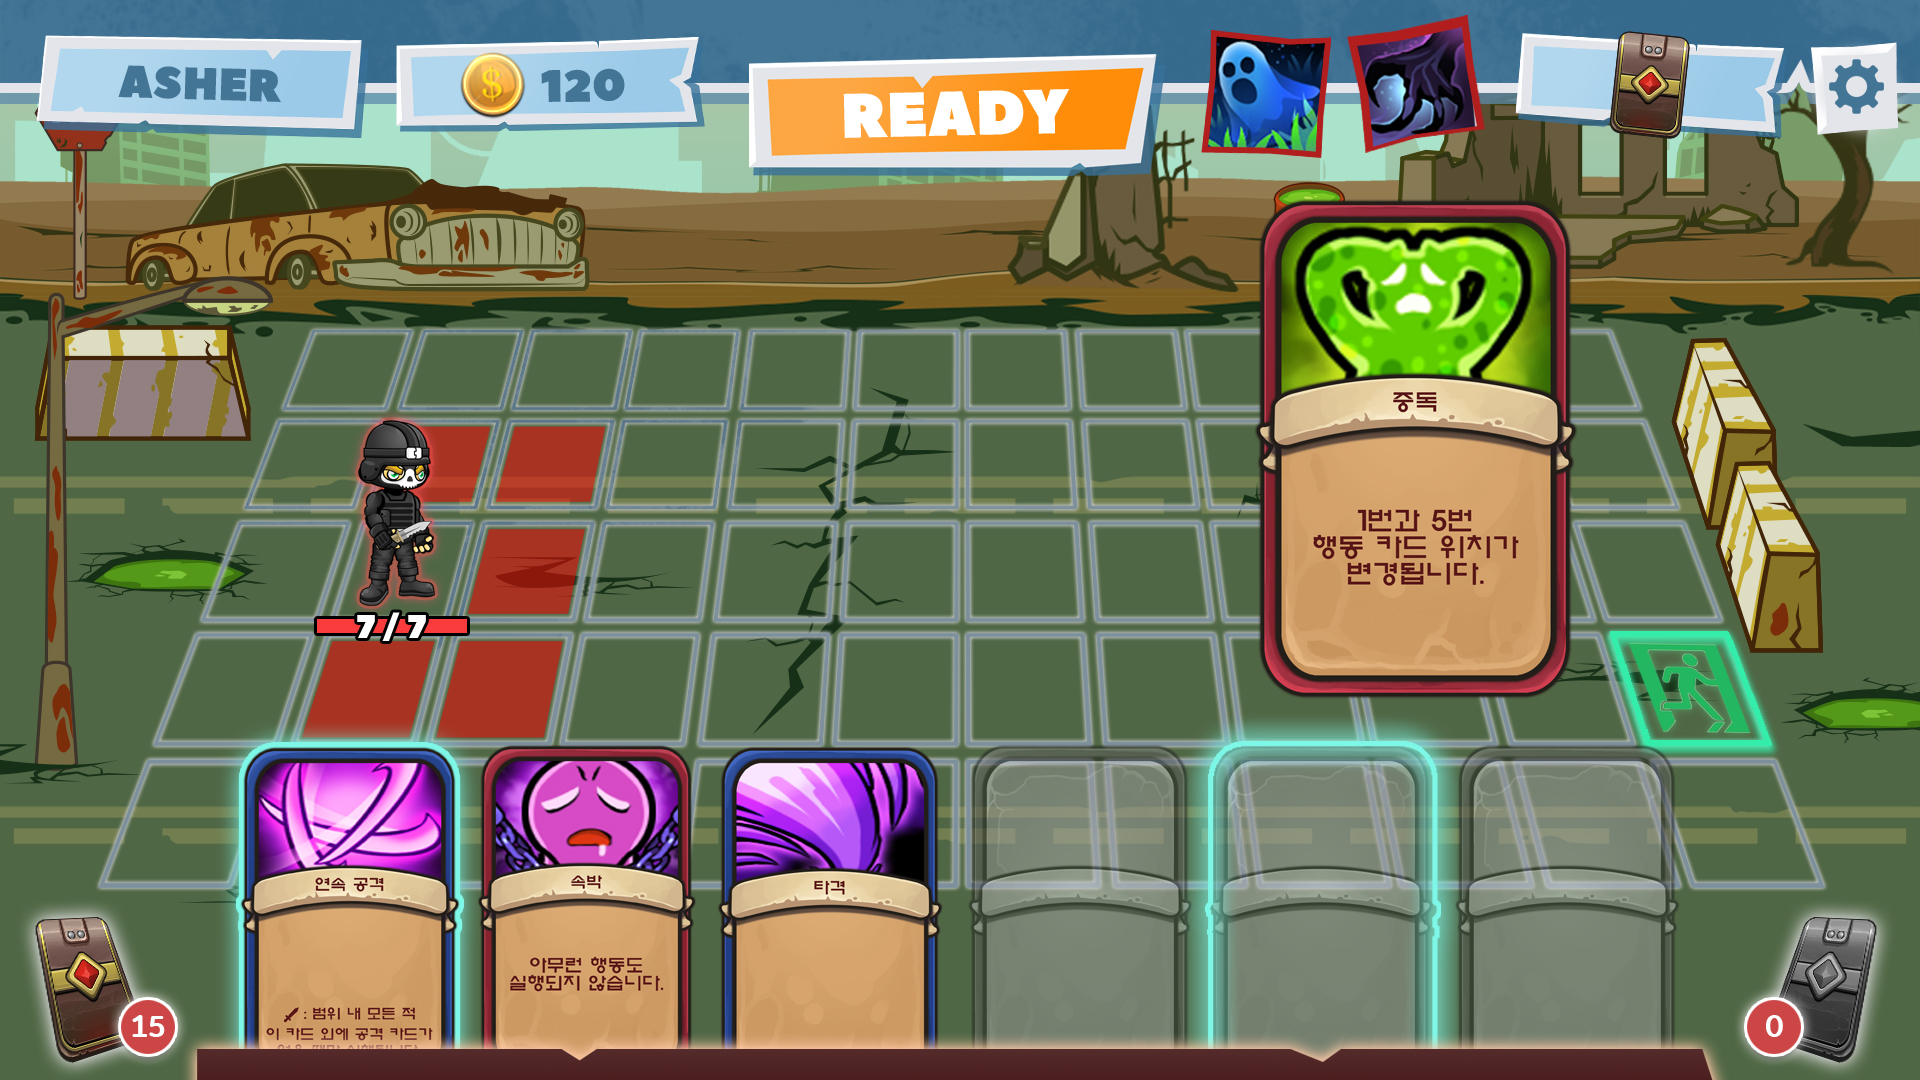 ASHER
120
READY
중독
1번과 5번
행동 카드 위치가
변경됩니다.
7/7
연속 공격
: 범위 내 모든 적
이 카드 외에 공격 카드가
속박
아무런 행동도
실행되지 않습니다.
타격
15
0